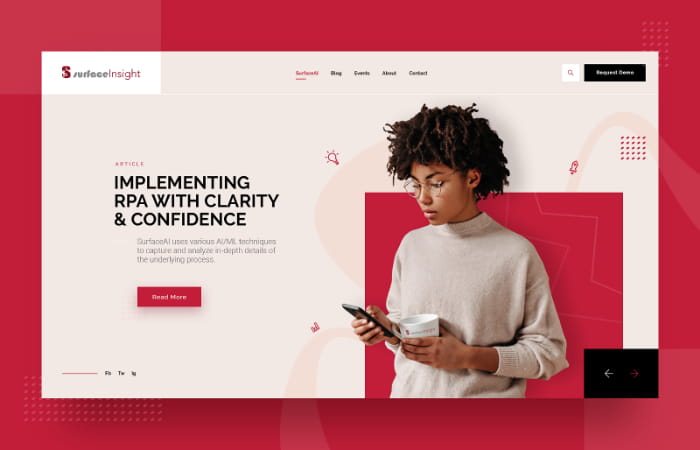 surfaceInsight
SurfaceAI Blog Events About Contact
Request Demo
ARTICLE
IMPLEMENTING
RPA WITH CLARITY
& CONFIDENCE
SurfaceAI uses various AI/ML techniques
to capture and analyze in-depth details of
the underlying process.
Read More
surfaceInsight
Fb Tw Ig